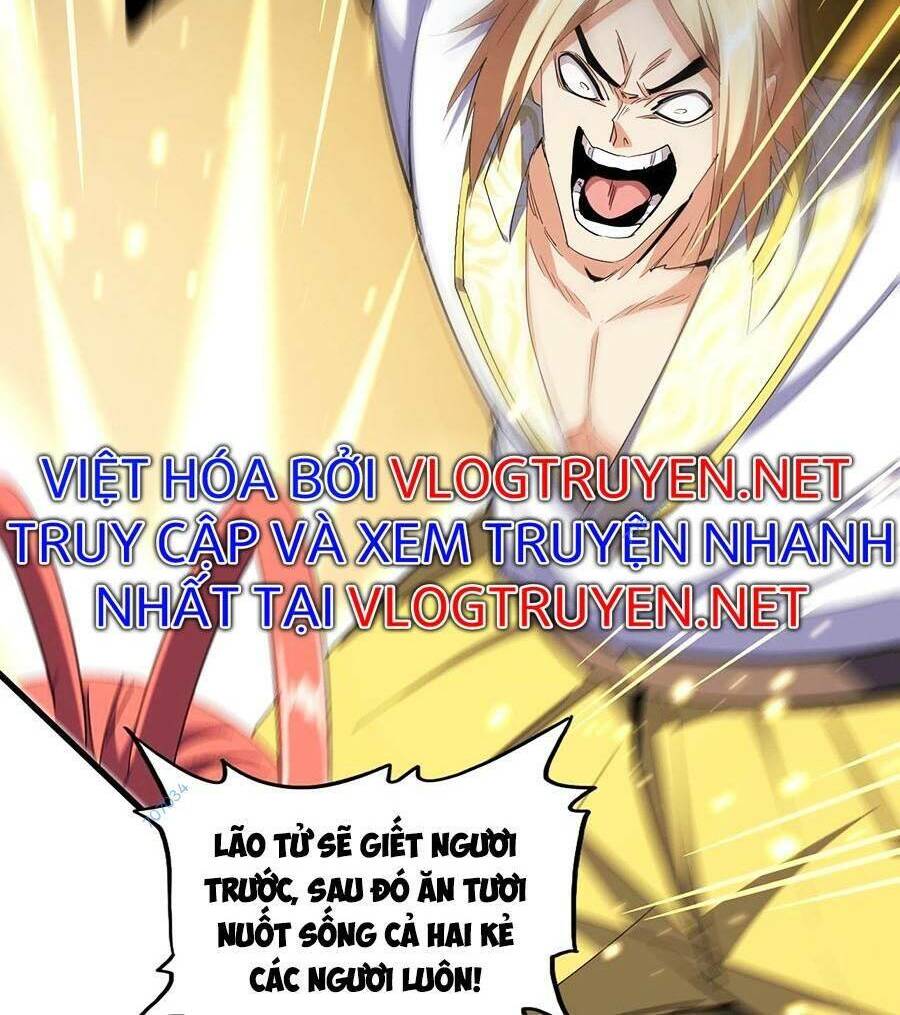 VIỆT HÓA BỞI VLOGTRUYEN.NET
TRUY CẬP VÀ XEM TRUYỆN NHANH
NHẤT TẠI VLOGTRUYEN.NET
LÃO TỬ SẼ GIẾT NGƯƠI
TRƯỚC, SAU ĐÓ ĂN TƯƠI
NUỐT SỐNG CẢ HAI KẺ
CÁC NGƯƠI LUÔN!